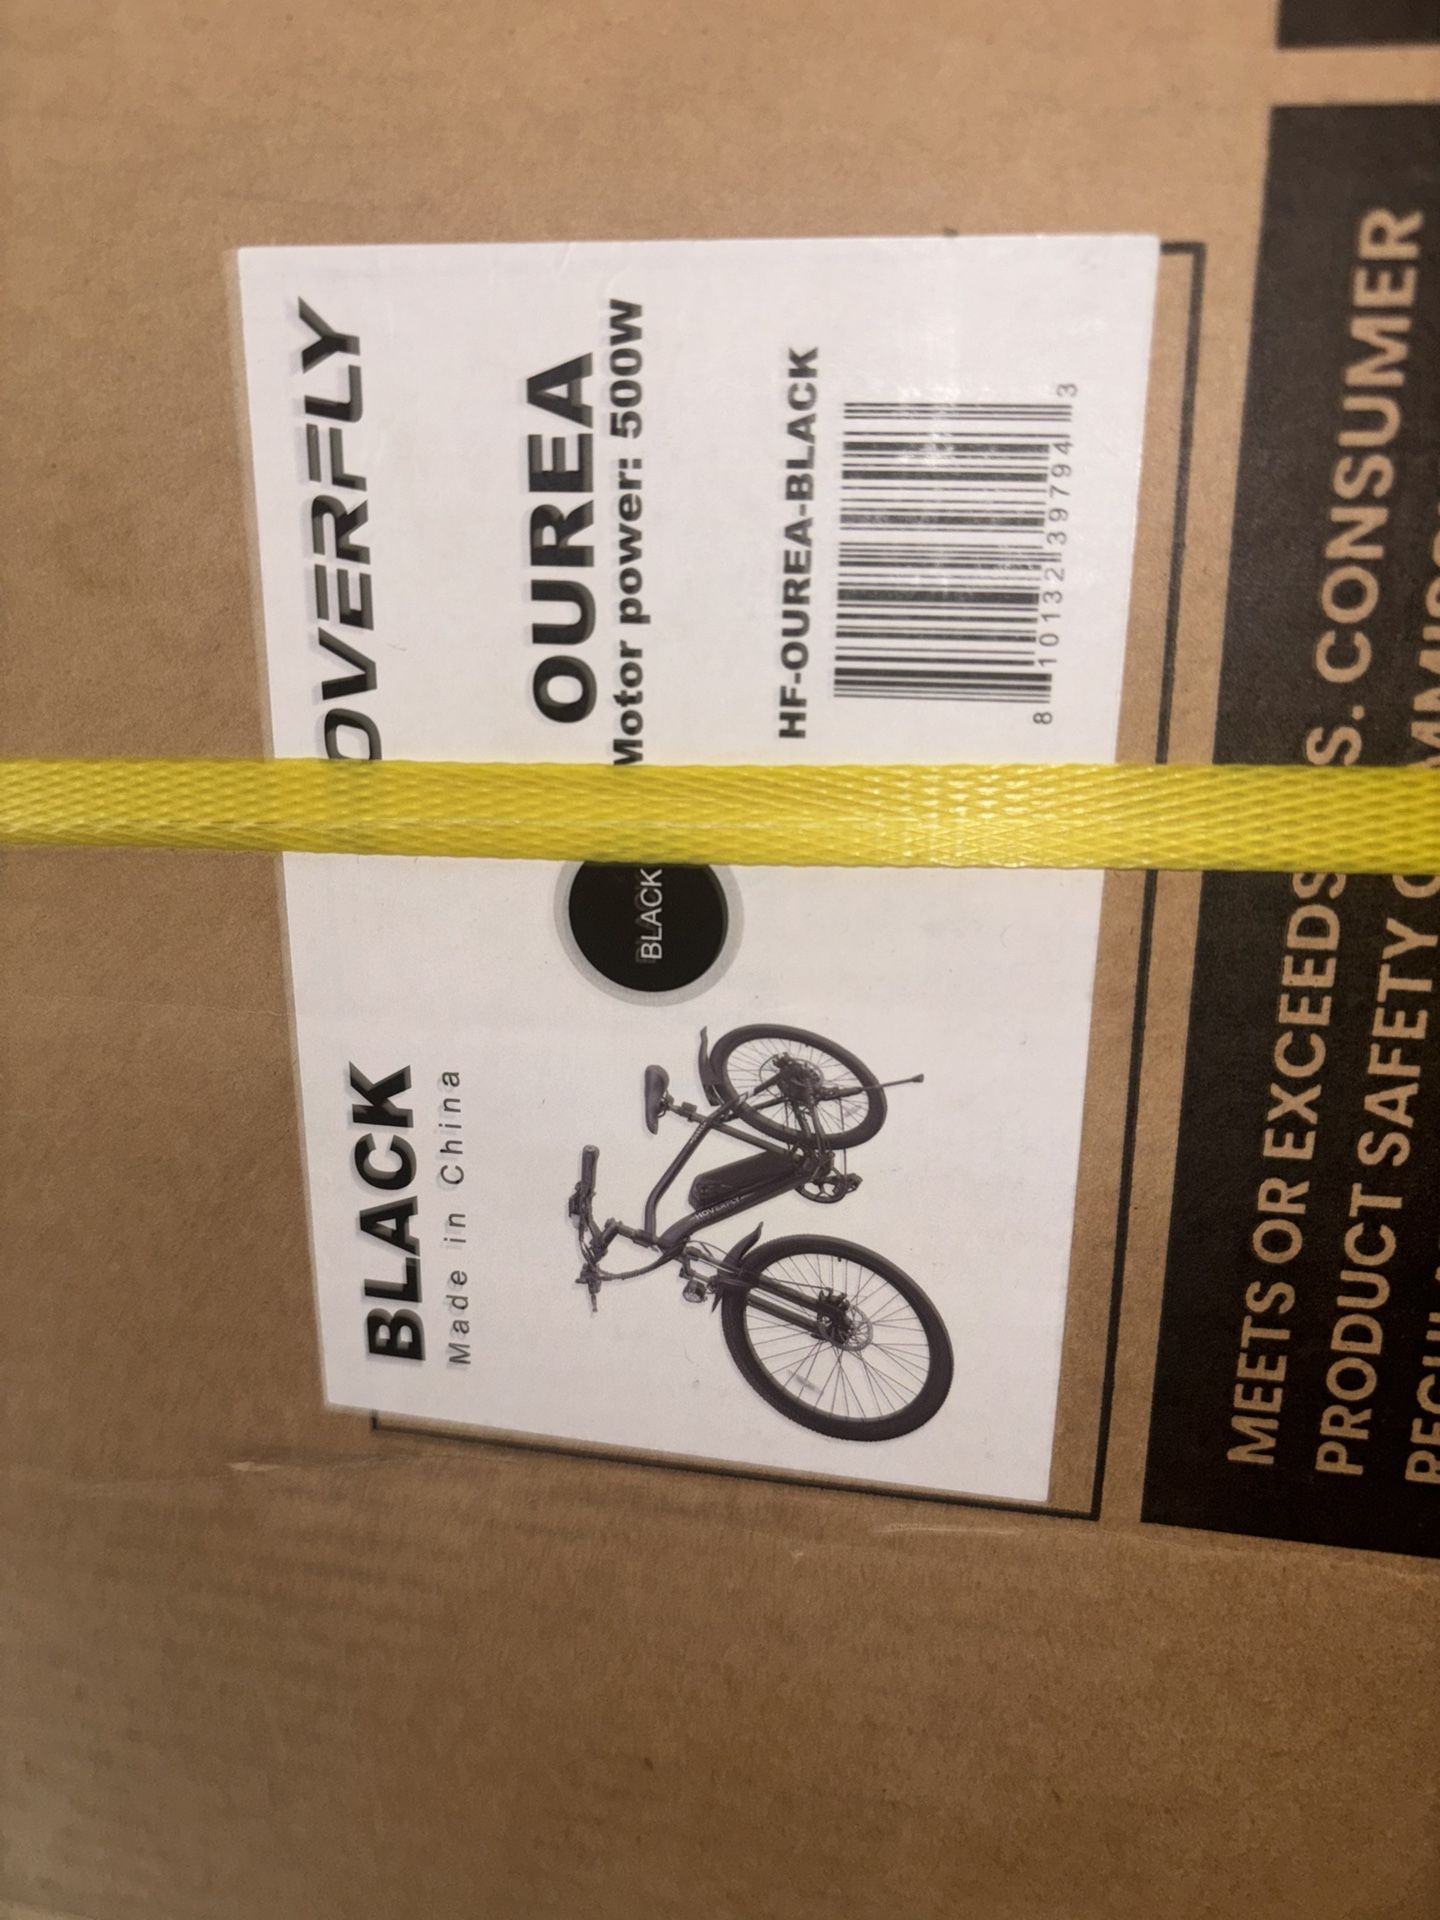 BLACK
Made in China
OVERFLY
OUREA
Motor power: 500W
BLACK
HOVERFLY
HF-OUREA-BLACK
8 10132 39794 3
MEETS OR EXCEEDS S. CONSUMER
PRODUCT SAFETY